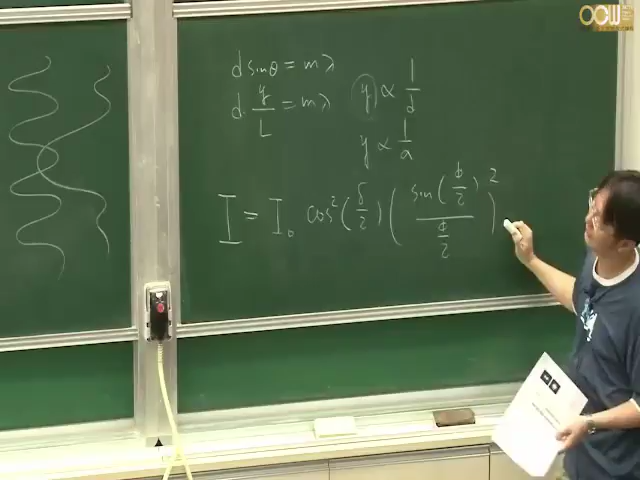 OCW
d sinθ = mλ
d · y/L = mλ
y ∝ 1/d
y ∝ 1/a
I = I₀ cos²(δ/2) (sin(ϕ/2) / (ϕ/2))²